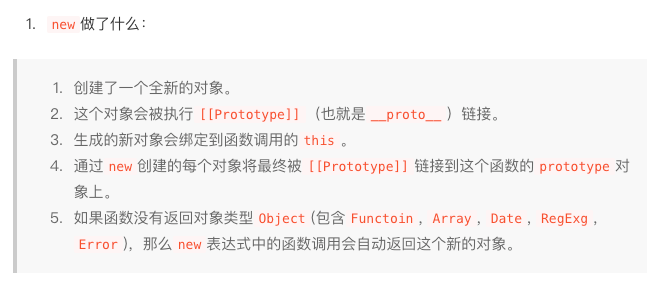 1. new 做了什么：
1. 创建了一个全新的对象。
2. 这个对象会被执行 [[Prototype]] （也就是 __proto__ ）链接。
3. 生成的新对象会绑定到函数调用的 this 。
4. 通过 new 创建的每个对象将最终被 [[Prototype]] 链接到这个函数的 prototype 对
象上。
5. 如果函数没有返回对象类型 Object (包含 Functoin , Array , Date , RegExg ,
Error )，那么 new 表达式中的函数调用会自动返回这个新的对象。